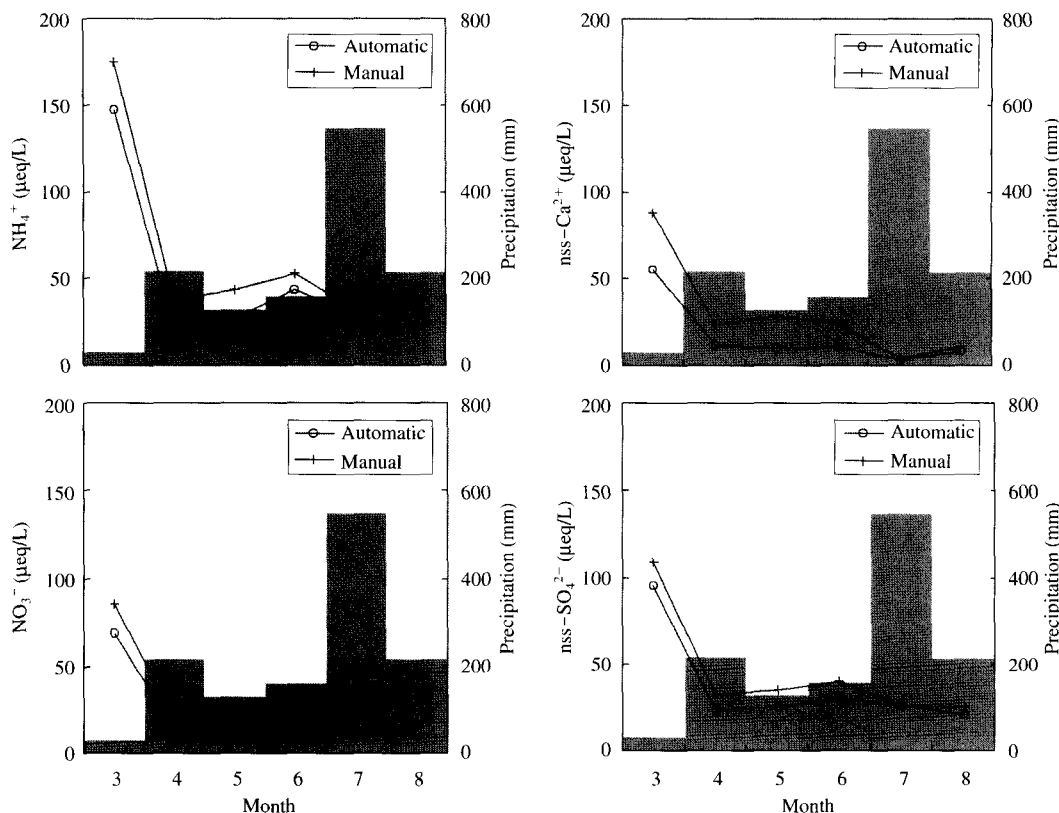 200
150
100
50
0
NH₄⁺ (µeq/L)
800
600
400
200
0
Precipitation (mm)
Automatic
Manual
200
150
100
50
0
nss−Ca²⁺ (µeq/L)
800
600
400
200
0
Precipitation (mm)
Automatic
Manual
200
150
100
50
0
NO₃⁻ (µeq/L)
800
600
400
200
0
Precipitation (mm)
Automatic
Manual
3 4 5 6 7 8
Month
200
150
100
50
0
nss−SO₄²⁻ (µeq/L)
800
600
400
200
0
Precipitation (mm)
Automatic
Manual
3 4 5 6 7 8
Month